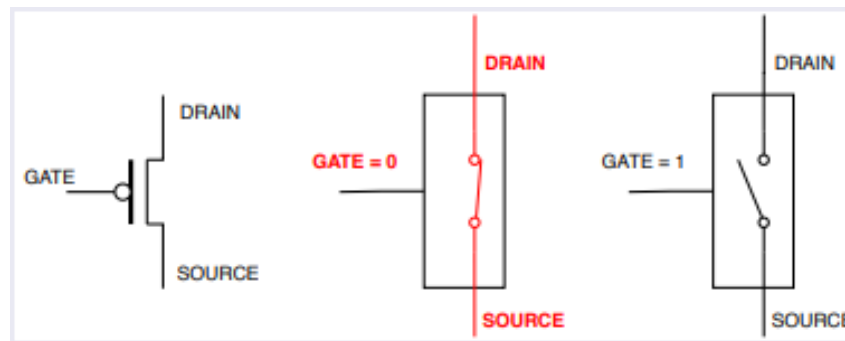 DRAIN
GATE
SOURCE
DRAIN
GATE = 0
SOURCE
DRAIN
GATE = 1
SOURCE